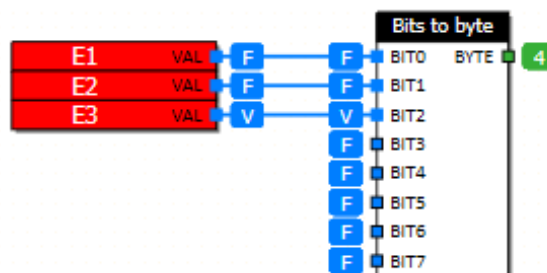 Bits to byte
E1 VAL F F BIT0 BYTE 4
E2 VAL F F BIT1
E3 VAL V V BIT2
F BIT3
F BIT4
F BIT5
F BIT6
F BIT7